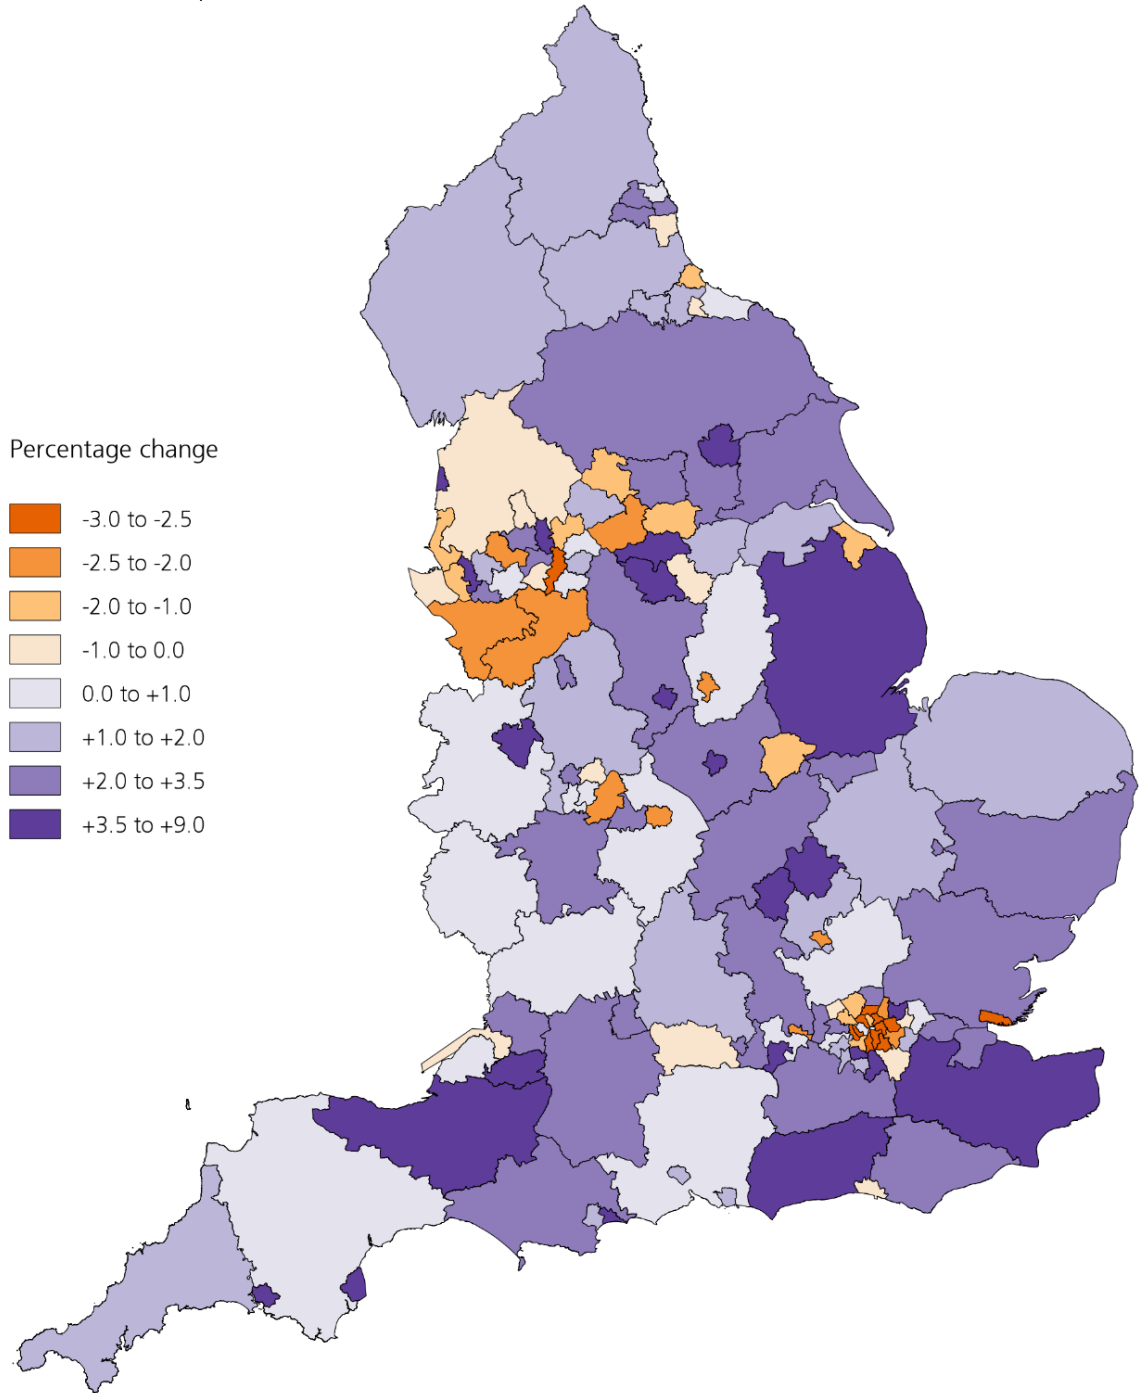 Percentage change
-3.0 to -2.5
-2.5 to -2.0
-2.0 to -1.0
-1.0 to 0.0
0.0 to +1.0
+1.0 to +2.0
+2.0 to +3.5
+3.5 to +9.0